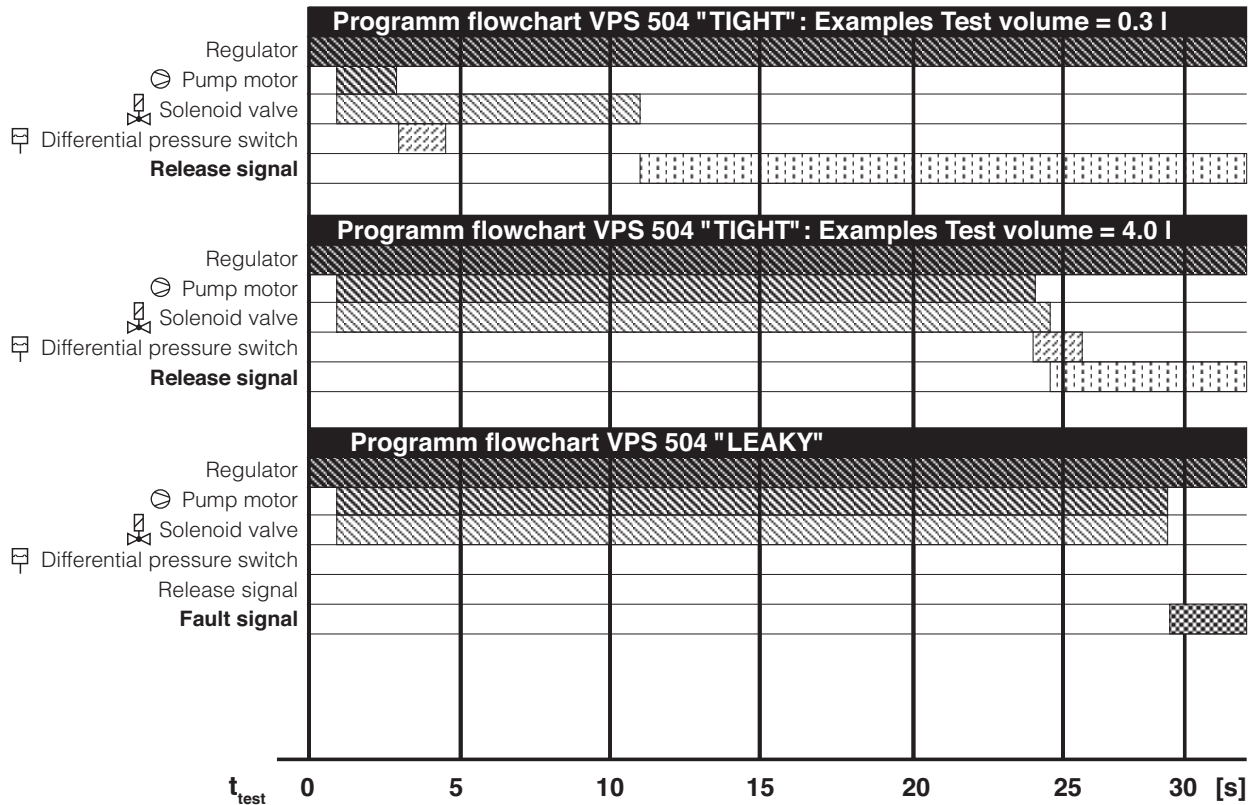 Programm flowchart VPS 504 "TIGHT": Examples Test volume = 0.3 l
Regulator
Pump motor
Solenoid valve
Differential pressure switch
Release signal
Programm flowchart VPS 504 "TIGHT": Examples Test volume = 4.0 l
Regulator
Pump motor
Solenoid valve
Differential pressure switch
Release signal
Programm flowchart VPS 504 "LEAKY"
Regulator
Pump motor
Solenoid valve
Differential pressure switch
Release signal
Fault signal
t_test 0 5 10 15 20 25 30 [s]